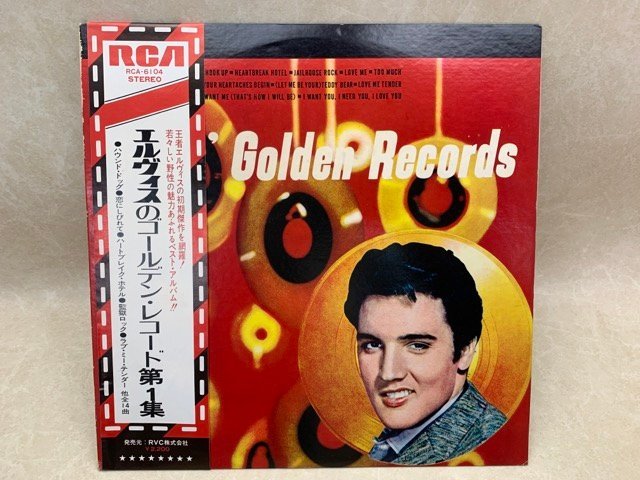 RCA
RCA-6104
STEREO
王者エルヴィスの初期傑作を網羅！
若々しい野性の魅力あふれるベスト・アルバム!!
エルヴィスのゴールデン・レコード第1集
●ハウンド・ドッグ●恋にしびれて●ハートブレイク・ホテル●監獄ロック●ラブ・ミー・テンダー 他全14曲
発売元：RVC株式会社
¥2,200
★★★★★★★★
HOOK UP • HEARTBREAK HOTEL • JAILHOUSE ROCK • LOVE ME • TOO MUCH
YOUR HEARTACHES BEGIN • (LET ME BE YOUR) TEDDY BEAR • LOVE ME TENDER
WANT ME (THAT'S HOW I WILL BE) • I WANT YOU, I NEED YOU, I LOVE YOU
' Golden Records